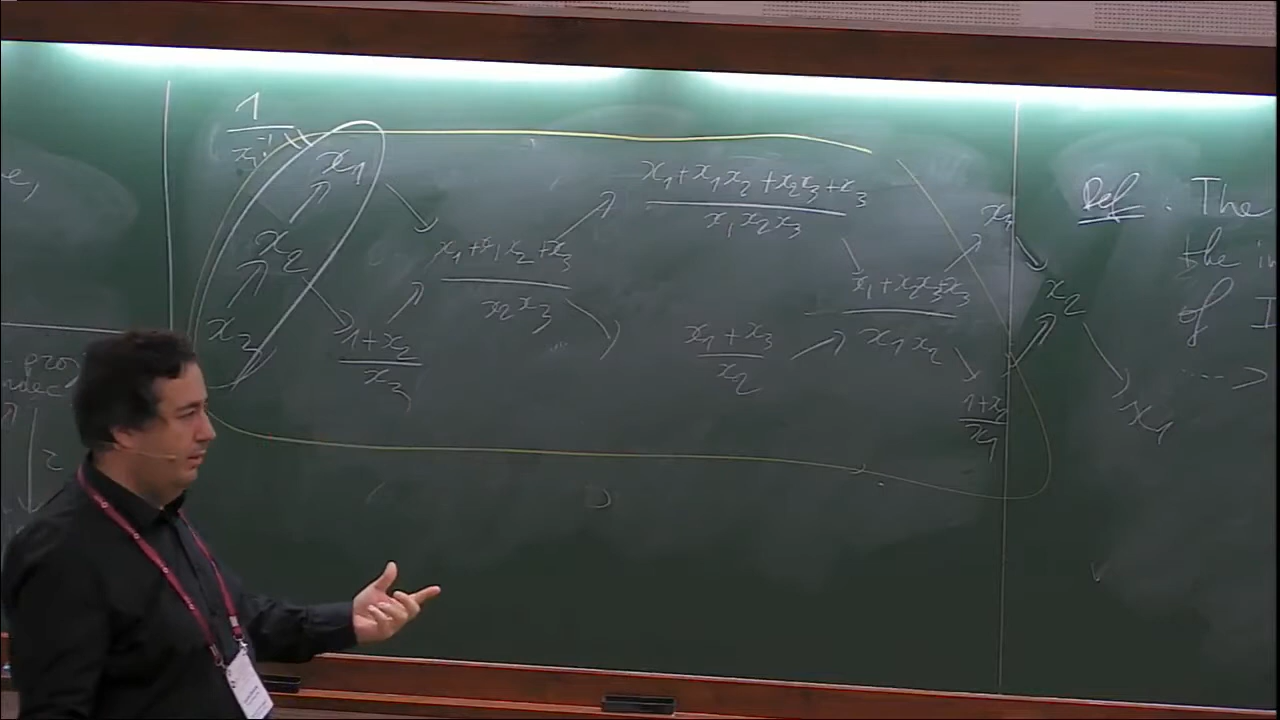 1 / x₁⁻¹
x₁
x₂
x₃
(1+x₂) / x₃
(x₁+x₁x₂+x₃) / (x₂x₃)
(x₁+x₁x₂+x₂x₃+x₃) / (x₁x₂x₃)
(x₁+x₃) / x₂
(x₁+x₂x₃+x₃) / (x₁x₂)
(1+x₂) / x₁
x₃
x₂
x₁
Def. The
the in
of I
....>